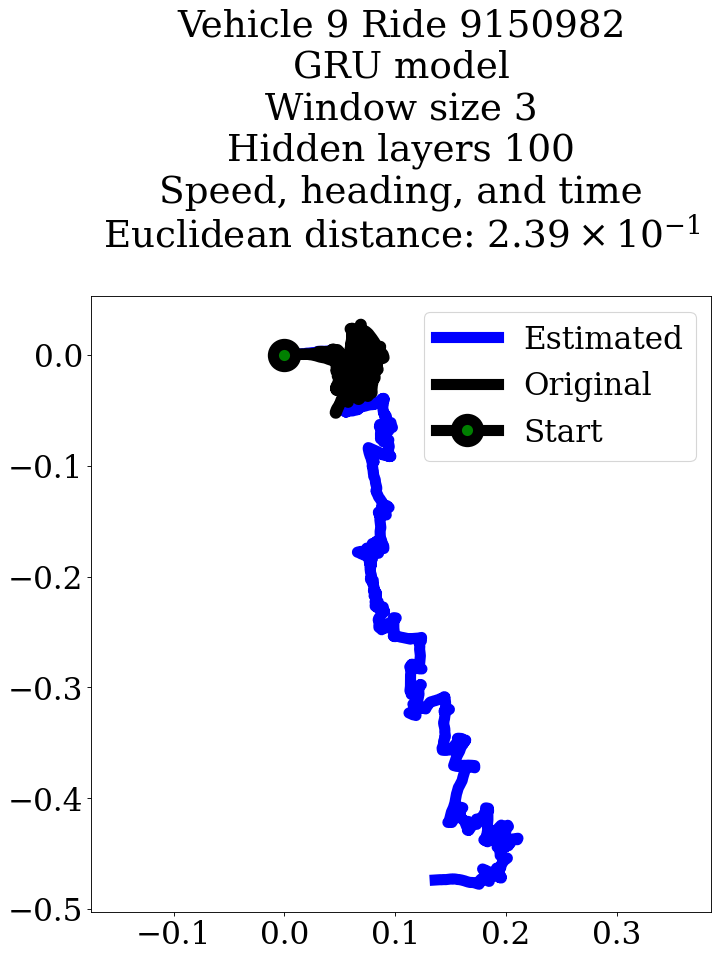 Vehicle 9 Ride 9150982
GRU model
Window size 3
Hidden layers 100
Speed, heading, and time
Euclidean distance: 2.39 × 10⁻¹
Estimated
Original
Start
0.0
−0.1
−0.2
−0.3
−0.4
−0.5
−0.1 0.0 0.1 0.2 0.3